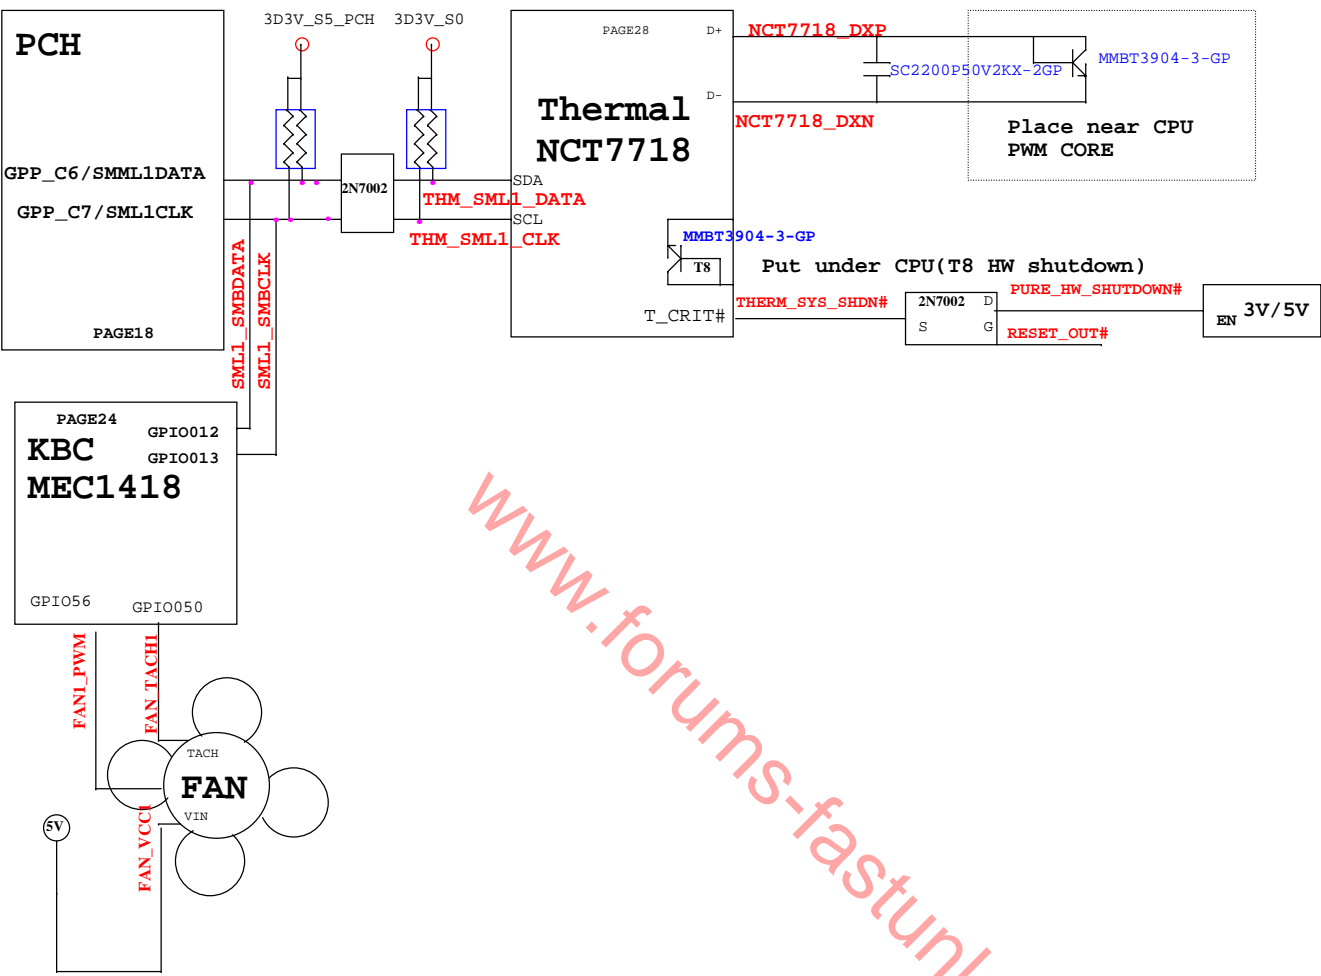 3D3V_S5_PCH
3D3V_S0
PCH
GPP_C6/SMML1DATA
GPP_C7/SML1CLK
PAGE18
2N7002
PAGE28
D+
D-
Thermal
NCT7718
SDA
SCL
THM_SML1_DATA
THM_SML1_CLK
NCT7718_DXP
SC2200P50V2KX-2GP
NCT7718_DXN
MMBT3904-3-GP
Place near CPU
PWM CORE
MMBT3904-3-GP
T8
Put under CPU(T8 HW shutdown)
T_CRIT#
THERM_SYS_SHDN#
2N7002
D
S
G
PURE_HW_SHUTDOWN#
RESET_OUT#
EN
3V/5V
SML1_SMBDATA
SML1_SMBCLK
PAGE24
GPIO012
KBC
GPIO013
MEC1418
GPIO56
GPIO050
FAN1_PWM
FAN_TACH1
TACH
FAN
VIN
FAN_VCC1
5V
www.forums-fastunl